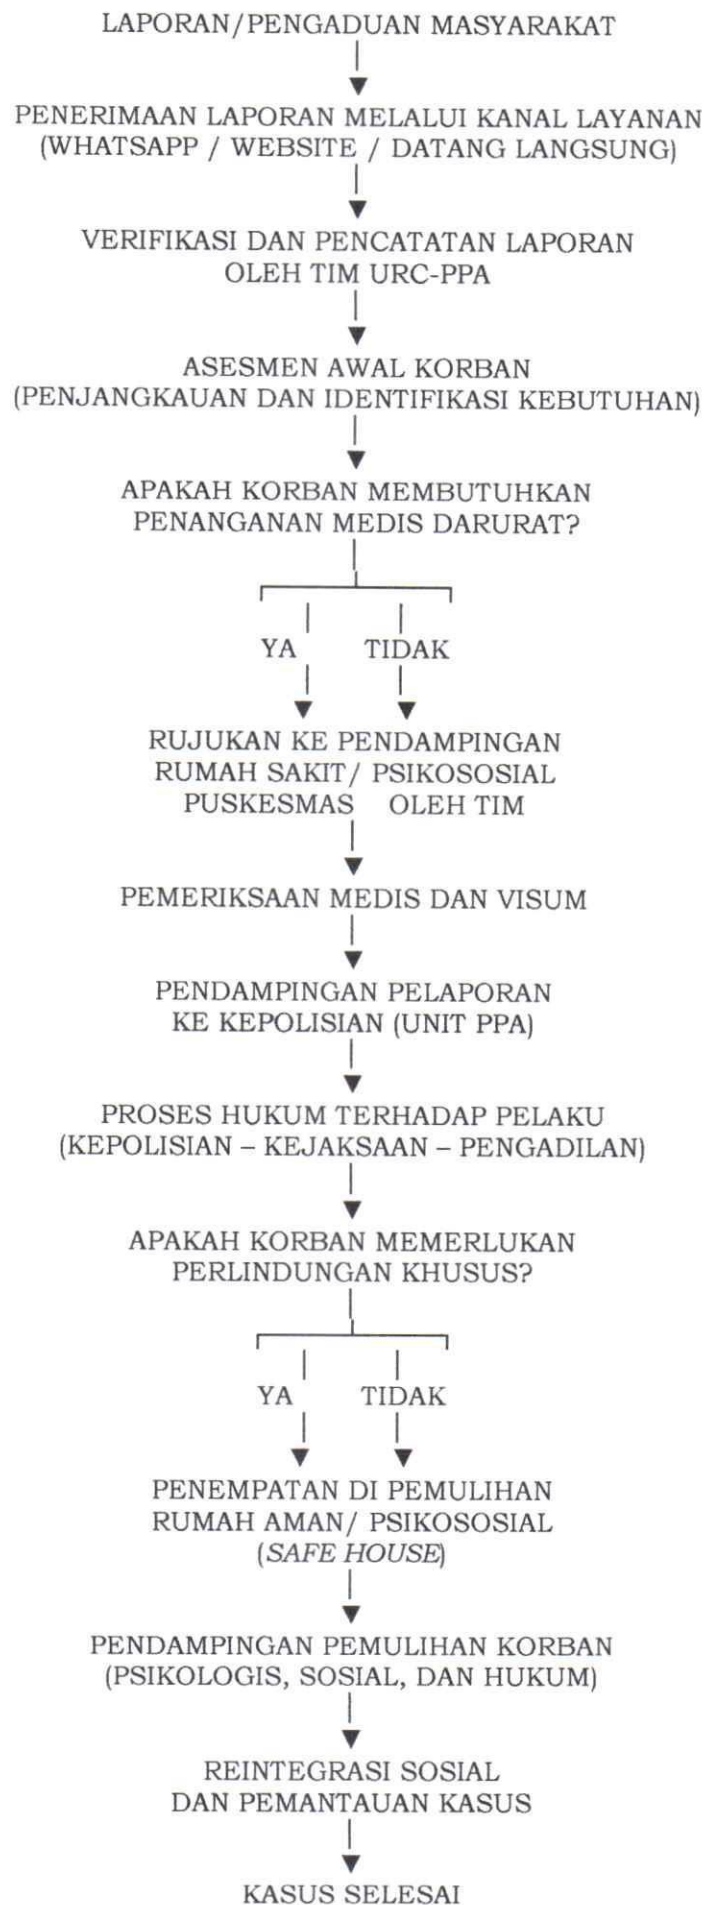 LAPORAN/PENGADUAN MASYARAKAT
PENERIMAAN LAPORAN MELALUI KANAL LAYANAN
(WHATSAPP / WEBSITE / DATANG LANGSUNG)
VERIFIKASI DAN PENCATATAN LAPORAN
OLEH TIM URC-PPA
ASESMEN AWAL KORBAN
(PENJANGKAUAN DAN IDENTIFIKASI KEBUTUHAN)
APAKAH KORBAN MEMBUTUHKAN
PENANGANAN MEDIS DARURAT?
YA TIDAK
RUJUKAN KE PENDAMPINGAN
RUMAH SAKIT/ PSIKOSOSIAL
PUSKESMAS OLEH TIM
PEMERIKSAAN MEDIS DAN VISUM
PENDAMPINGAN PELAPORAN
KE KEPOLISIAN (UNIT PPA)
PROSES HUKUM TERHADAP PELAKU
(KEPOLISIAN – KEJAKSAAN – PENGADILAN)
APAKAH KORBAN MEMERLUKAN
PERLINDUNGAN KHUSUS?
YA TIDAK
PENEMPATAN DI PEMULIHAN
RUMAH AMAN/ PSIKOSOSIAL
(SAFE HOUSE)
PENDAMPINGAN PEMULIHAN KORBAN
(PSIKOLOGIS, SOSIAL, DAN HUKUM)
REINTEGRASI SOSIAL
DAN PEMANTAUAN KASUS
KASUS SELESAI